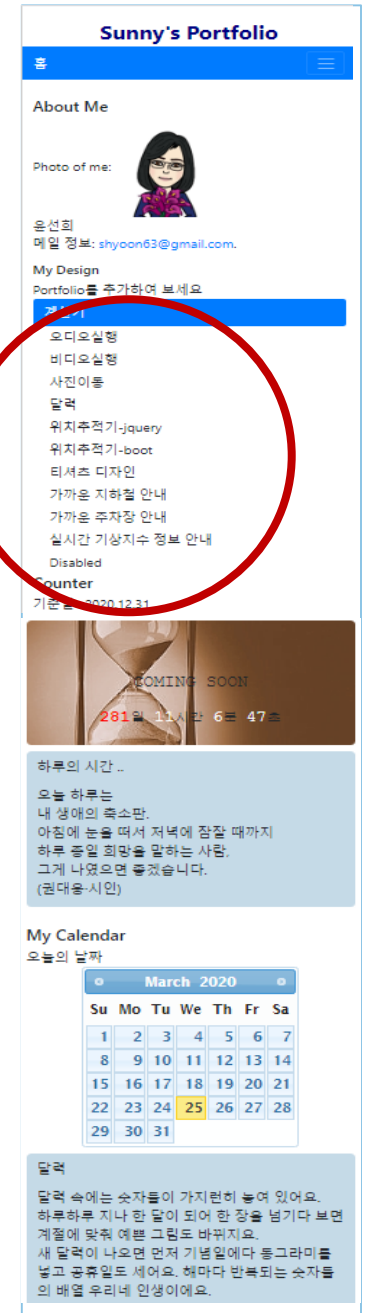 Sunny's Portfolio
홈
About Me
Photo of me:
윤선희
메일 정보: shyoon63@gmail.com.
My Design
Portfolio를 추가하여 보세요
계산기
오디오실행
비디오실행
사진이동
달력
위치추적기-jquery
위치추적기-boot
티셔츠 디자인
가까운 지하철 안내
가까운 주차장 안내
실시간 기상지수 정보 안내
Disabled
Counter
2020.12.31
COMING SOON
281일 11시간 6분 47초
하루의 시간 ..
오늘 하루는
내 생애의 축소판.
아침에 눈을 떠서 저녁에 잠잘 때까지
하루 종일 희망을 말하는 사람,
그게 나였으면 좋겠습니다.
(권대웅·시인)
My Calendar
오늘의 날짜
March 2020
Su Mo Tu We Th Fr Sa
1 2 3 4 5 6 7
8 9 10 11 12 13 14
15 16 17 18 19 20 21
22 23 24 25 26 27 28
29 30 31
달력
달력 속에는 숫자들이 가지런히 놓여 있어요.
하루하루 지나 한 달이 되어 한 장을 넘기다 보면
계절에 맞춰 예쁜 그림도 바뀌지요.
새 달력이 나오면 먼저 기념일에다 동그라미를
넣고 공휴일도 세어요. 해마다 반복되는 숫자들
의 배열 우리네 인생이에요.